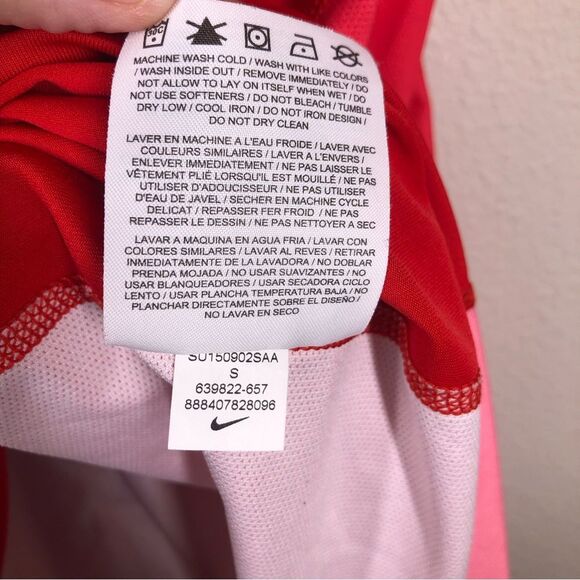 30C
MACHINE WASH COLD / WASH WITH LIKE COLORS
/ WASH INSIDE OUT / REMOVE IMMEDIATELY / DO
NOT ALLOW TO LAY ON ITSELF WHEN WET / DO
NOT USE SOFTENERS / DO NOT BLEACH / TUMBLE
DRY LOW / COOL IRON / DO NOT IRON DESIGN /
DO NOT DRY CLEAN
LAVER EN MACHINE A L'EAU FROIDE / LAVER AVEC
COULEURS SIMILAIRES / LAVER A L'ENVERS /
ENLEVER IMMEDIATEMENT / NE PAS LAISSER LE
VÊTEMENT PLIÉ LORSQU'IL EST MOUILLÉ / NE PAS
UTILISER D'ADOUCISSEUR / NE PAS UTILISER
D'EAU DE JAVEL / SECHER EN MACHINE CYCLE
DELICAT / REPASSER FER FROID / NE PAS
REPASSER LE DESSIN / NE PAS NETTOYER A SEC
LAVAR A MAQUINA EN AGUA FRIA / LAVAR CON
COLORES SIMILARES / LAVAR AL REVES / RETIRAR
INMEDIATAMENTE DE LA LAVADORA / NO DOBLAR
PRENDA MOJADA / NO USAR SUAVIZANTES / NO
USAR BLANQUEADORES / USAR SECADORA CICLO
LENTO / USAR PLANCHA TEMPERATURA BAJA / NO
PLANCHAR DIRECTAMENTE SOBRE EL DISEÑO /
NO LAVAR EN SECO
SU150902SAA
S
639822-657
888407828096